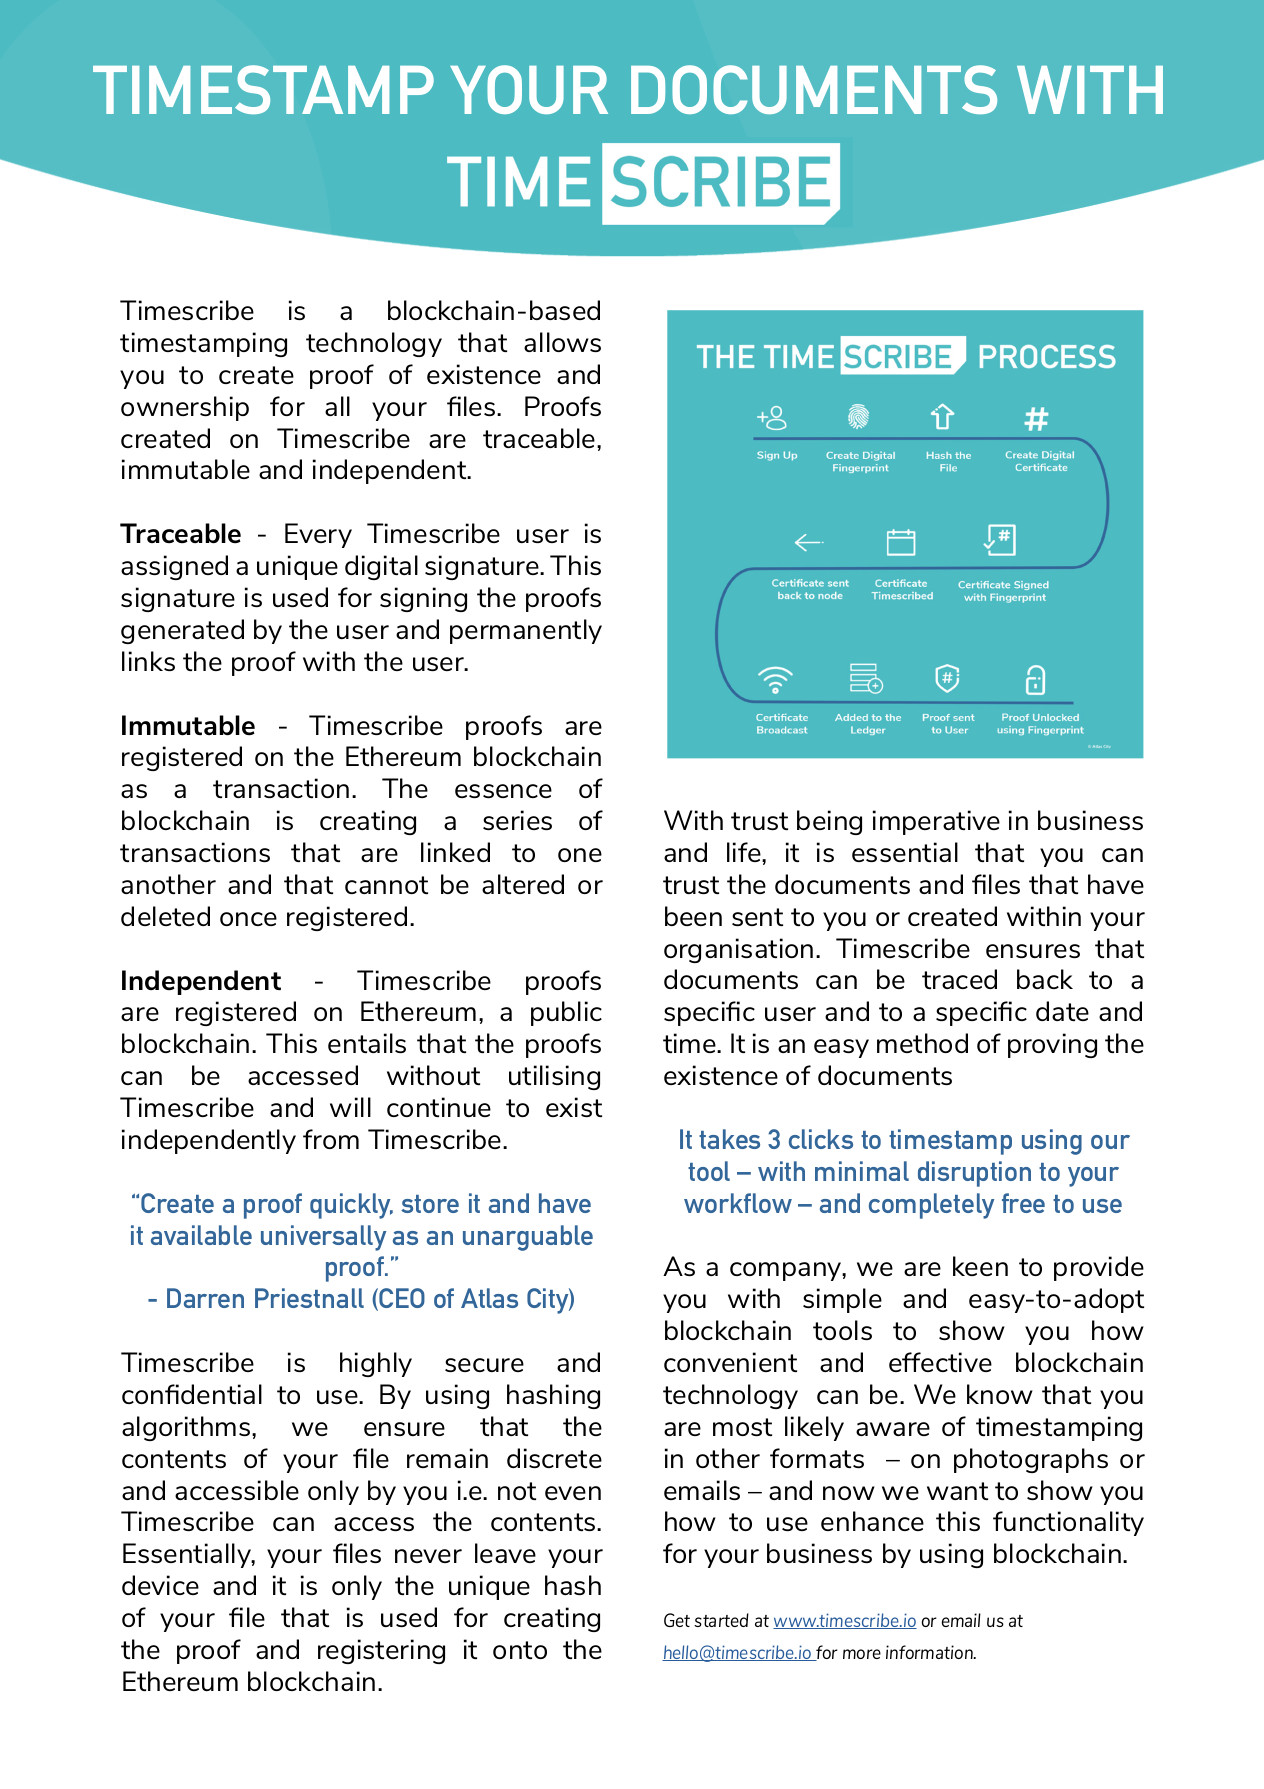 TIMESTAMP YOUR DOCUMENTS WITH
TIME SCRIBE
Timescribe is a blockchain-based
timestamping technology that allows
you to create proof of existence and
ownership for all your files. Proofs
created on Timescribe are traceable,
immutable and independent.
Traceable - Every Timescribe user is
assigned a unique digital signature. This
signature is used for signing the proofs
generated by the user and permanently
links the proof with the user.
Immutable - Timescribe proofs are
registered on the Ethereum blockchain
as a transaction. The essence of
blockchain is creating a series of
transactions that are linked to one
another and that cannot be altered or
deleted once registered.
Independent - Timescribe proofs
are registered on Ethereum, a public
blockchain. This entails that the proofs
can be accessed without utilising
Timescribe and will continue to exist
independently from Timescribe.
“Create a proof quickly, store it and have
it available universally as an unarguable
proof.”
- Darren Priestnall (CEO of Atlas City)
Timescribe is highly secure and
confidential to use. By using hashing
algorithms, we ensure that the
contents of your file remain discrete
and accessible only by you i.e. not even
Timescribe can access the contents.
Essentially, your files never leave your
device and it is only the unique hash
of your file that is used for creating
the proof and registering it onto the
Ethereum blockchain.
THE TIME SCRIBE PROCESS
Sign Up
Create Digital
Fingerprint
Hash the
File
Create Digital
Certificate
Certificate sent
back to node
Certificate
Timescribed
Certificate Signed
with Fingerprint
Certificate
Broadcast
Added to the
Ledger
Proof sent
to User
Proof Unlocked
using Fingerprint
© Atlas City
With trust being imperative in business
and life, it is essential that you can
trust the documents and files that have
been sent to you or created within your
organisation. Timescribe ensures that
documents can be traced back to a
specific user and to a specific date and
time. It is an easy method of proving the
existence of documents
It takes 3 clicks to timestamp using our
tool – with minimal disruption to your
workflow – and completely free to use
As a company, we are keen to provide
you with simple and easy-to-adopt
blockchain tools to show you how
convenient and effective blockchain
technology can be. We know that you
are most likely aware of timestamping
in other formats – on photographs or
emails – and now we want to show you
how to use enhance this functionality
for your business by using blockchain.
Get started at www.timescribe.io or email us at
hello@timescribe.io for more information.